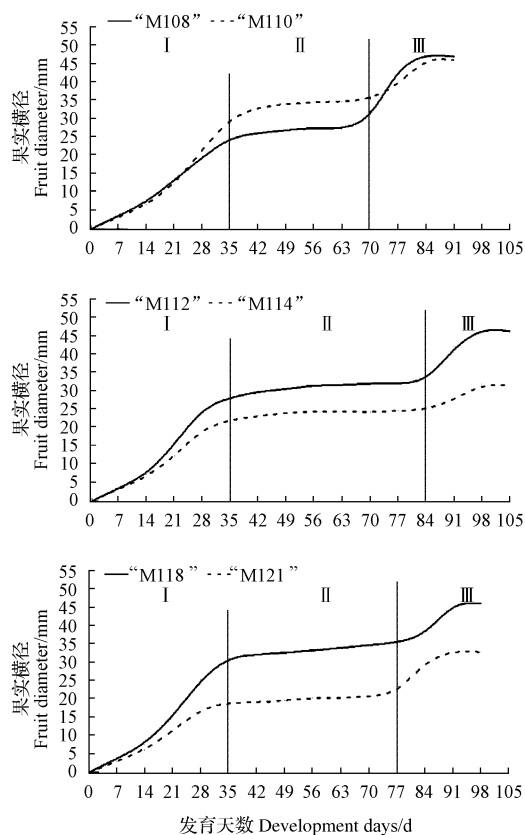 “M108” “M110”
Ⅰ Ⅱ Ⅲ
果实横径
Fruit diameter/mm
55
50
45
40
35
30
25
20
15
10
5
0
0 7 14 21 28 35 42 49 56 63 70 77 84 91 98 105
“M112” “M114”
Ⅰ Ⅱ Ⅲ
果实横径
Fruit diameter/mm
55
50
45
40
35
30
25
20
15
10
5
0
0 7 14 21 28 35 42 49 56 63 70 77 84 91 98 105
“M118” “M121”
Ⅰ Ⅱ Ⅲ
果实横径
Fruit diameter/mm
55
50
45
40
35
30
25
20
15
10
5
0
0 7 14 21 28 35 42 49 56 63 70 77 84 91 98 105
发育天数 Development days/d